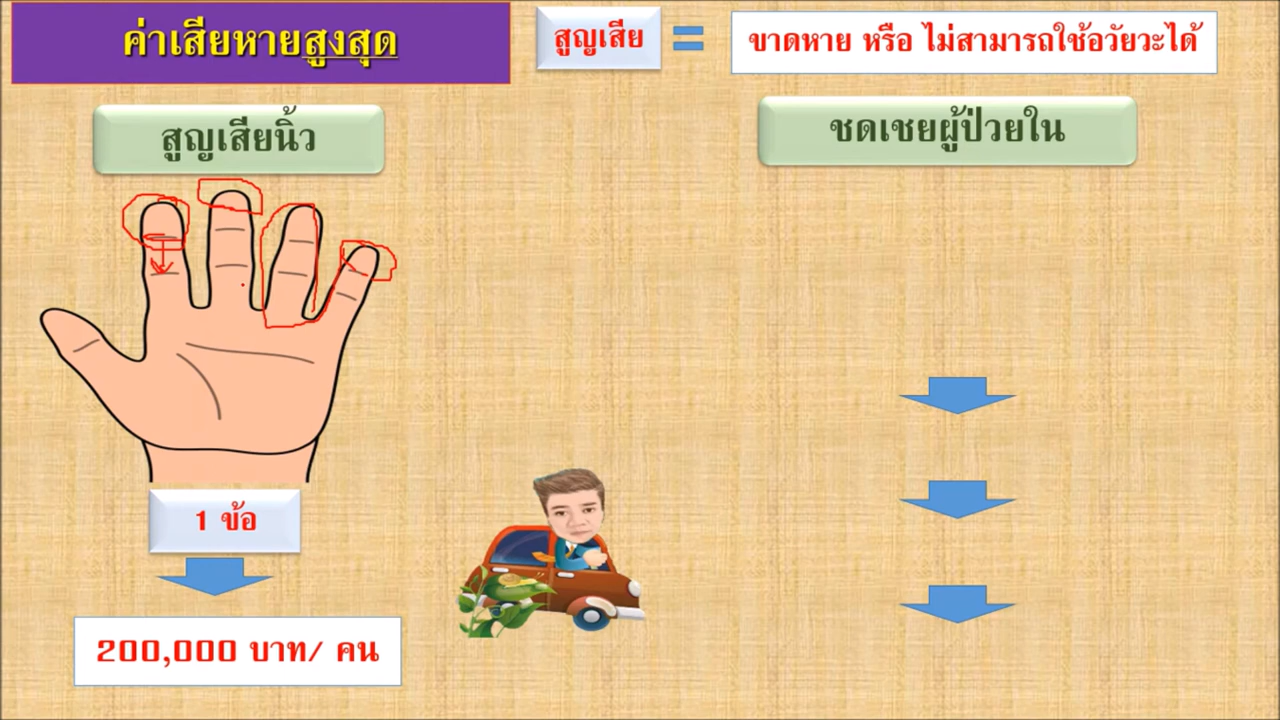 ค่าเสียหายสูงสุด
สูญเสีย = ขาดหาย หรือ ไม่สามารถใช้อวัยวะได้
สูญเสียนิ้ว
ชดเชยผู้ป่วยใน
1 ข้อ
200,000 บาท/ คน